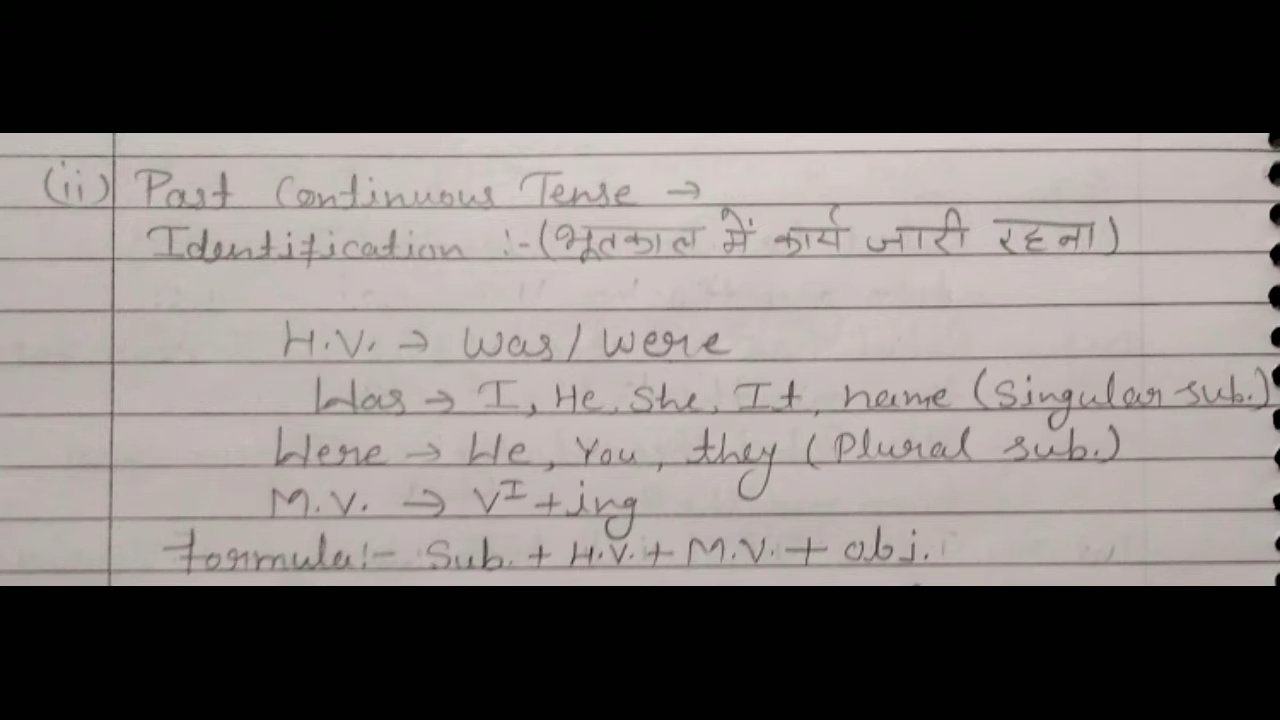 (ii) Past Continuous Tense →
Identification :- (भूतकाल में कार्य जारी रहना)
H.V. → Was/Were
Was → I, He, She, It, name (Singular sub.)
Were → We, You, they (Plural sub.)
M.V. → V^I + ing
formula:- Sub. + H.V. + M.V. + obj.